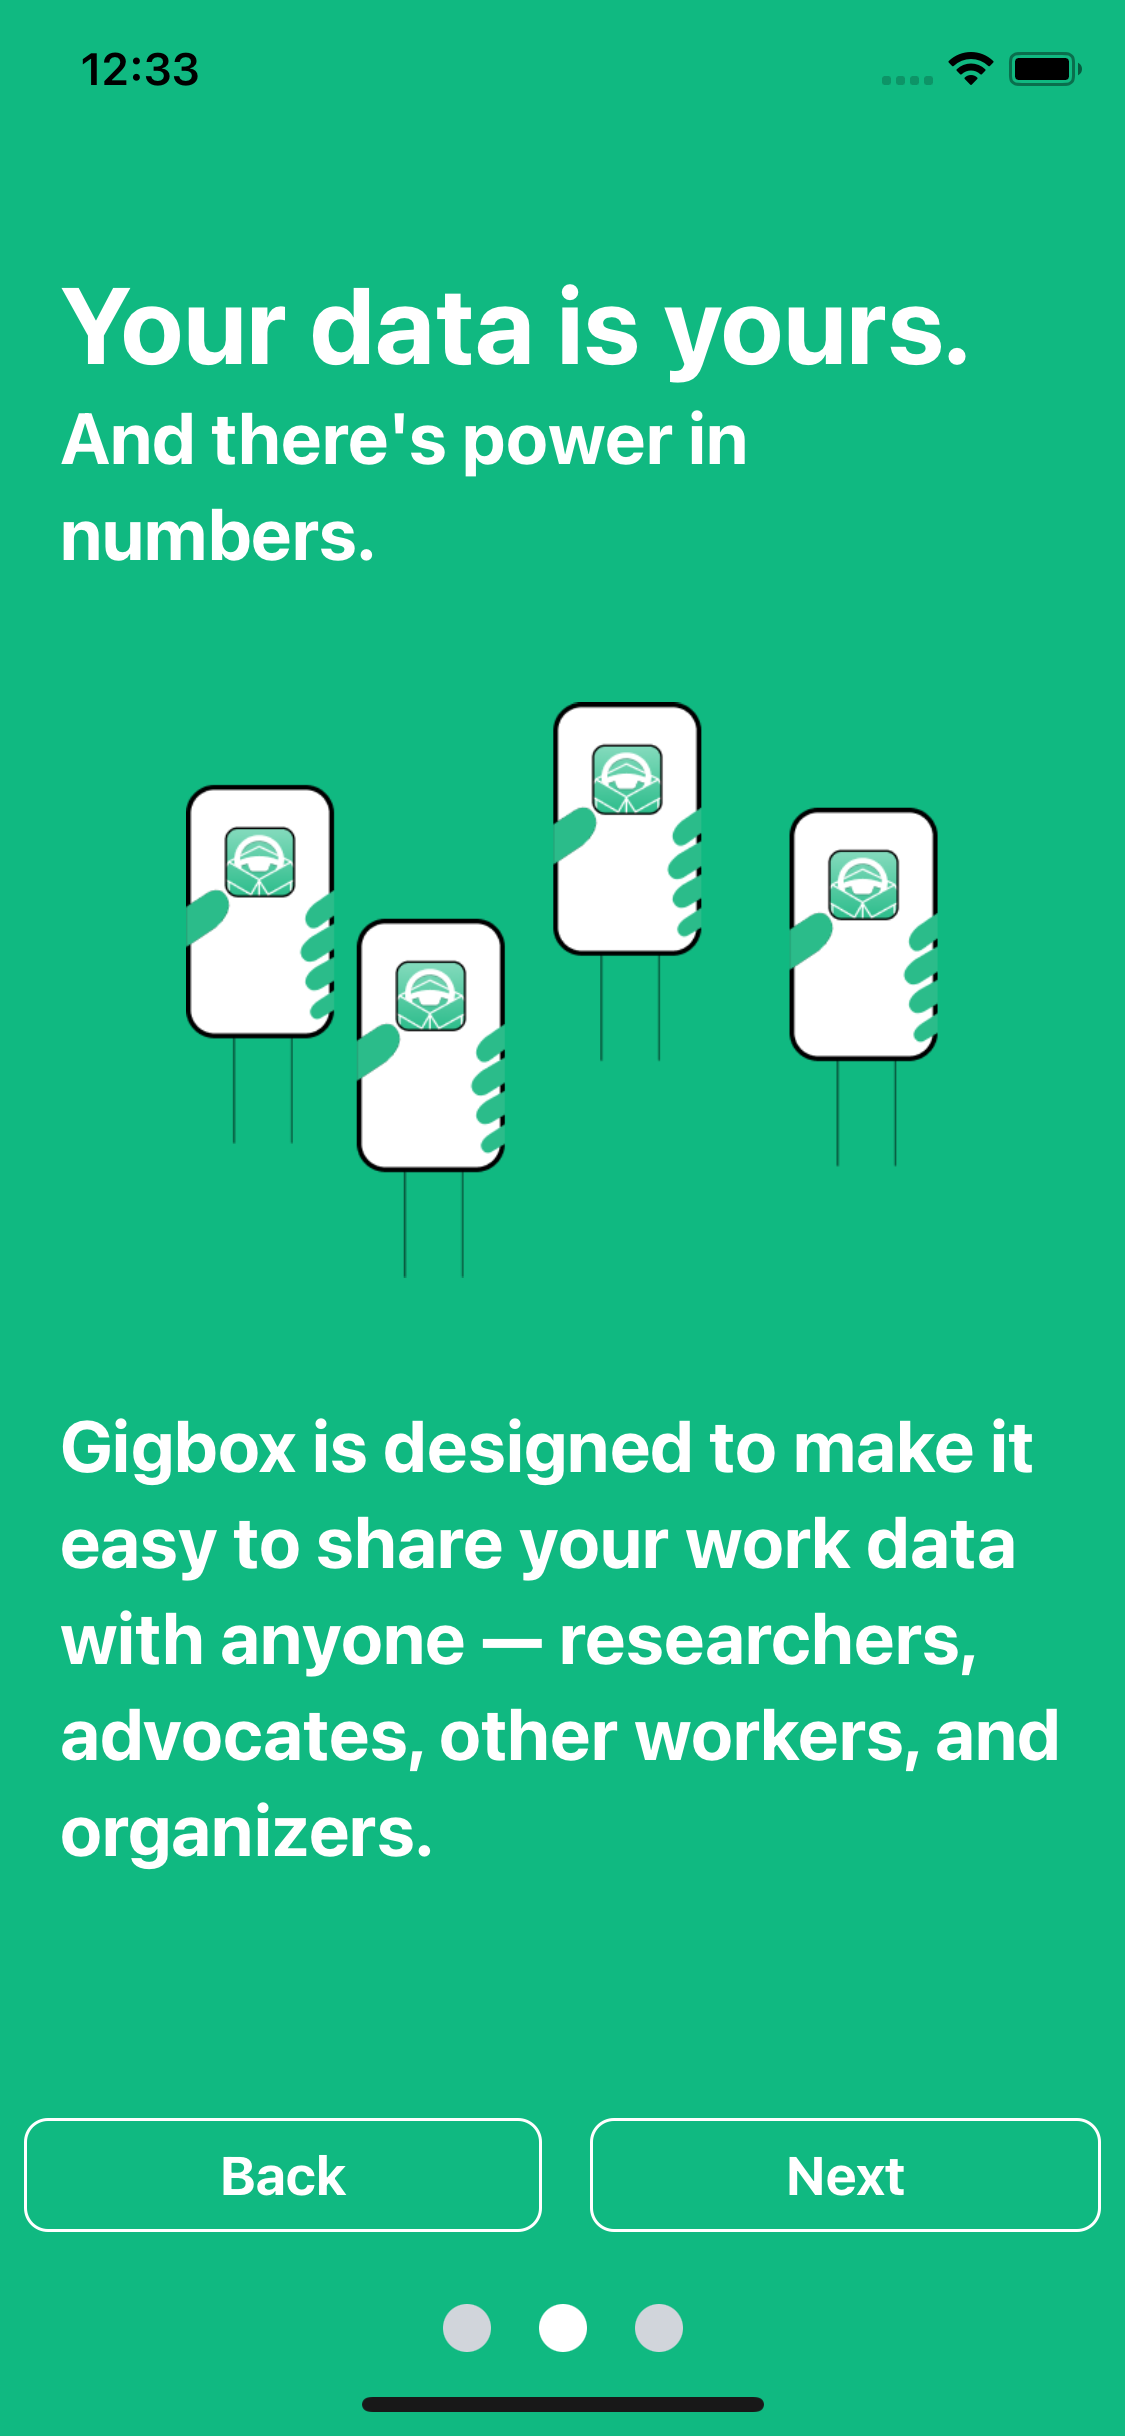 12:33
Your data is yours.
And there's power in
numbers.
Gigbox is designed to make it
easy to share your work data
with anyone — researchers,
advocates, other workers, and
organizers.
Back
Next